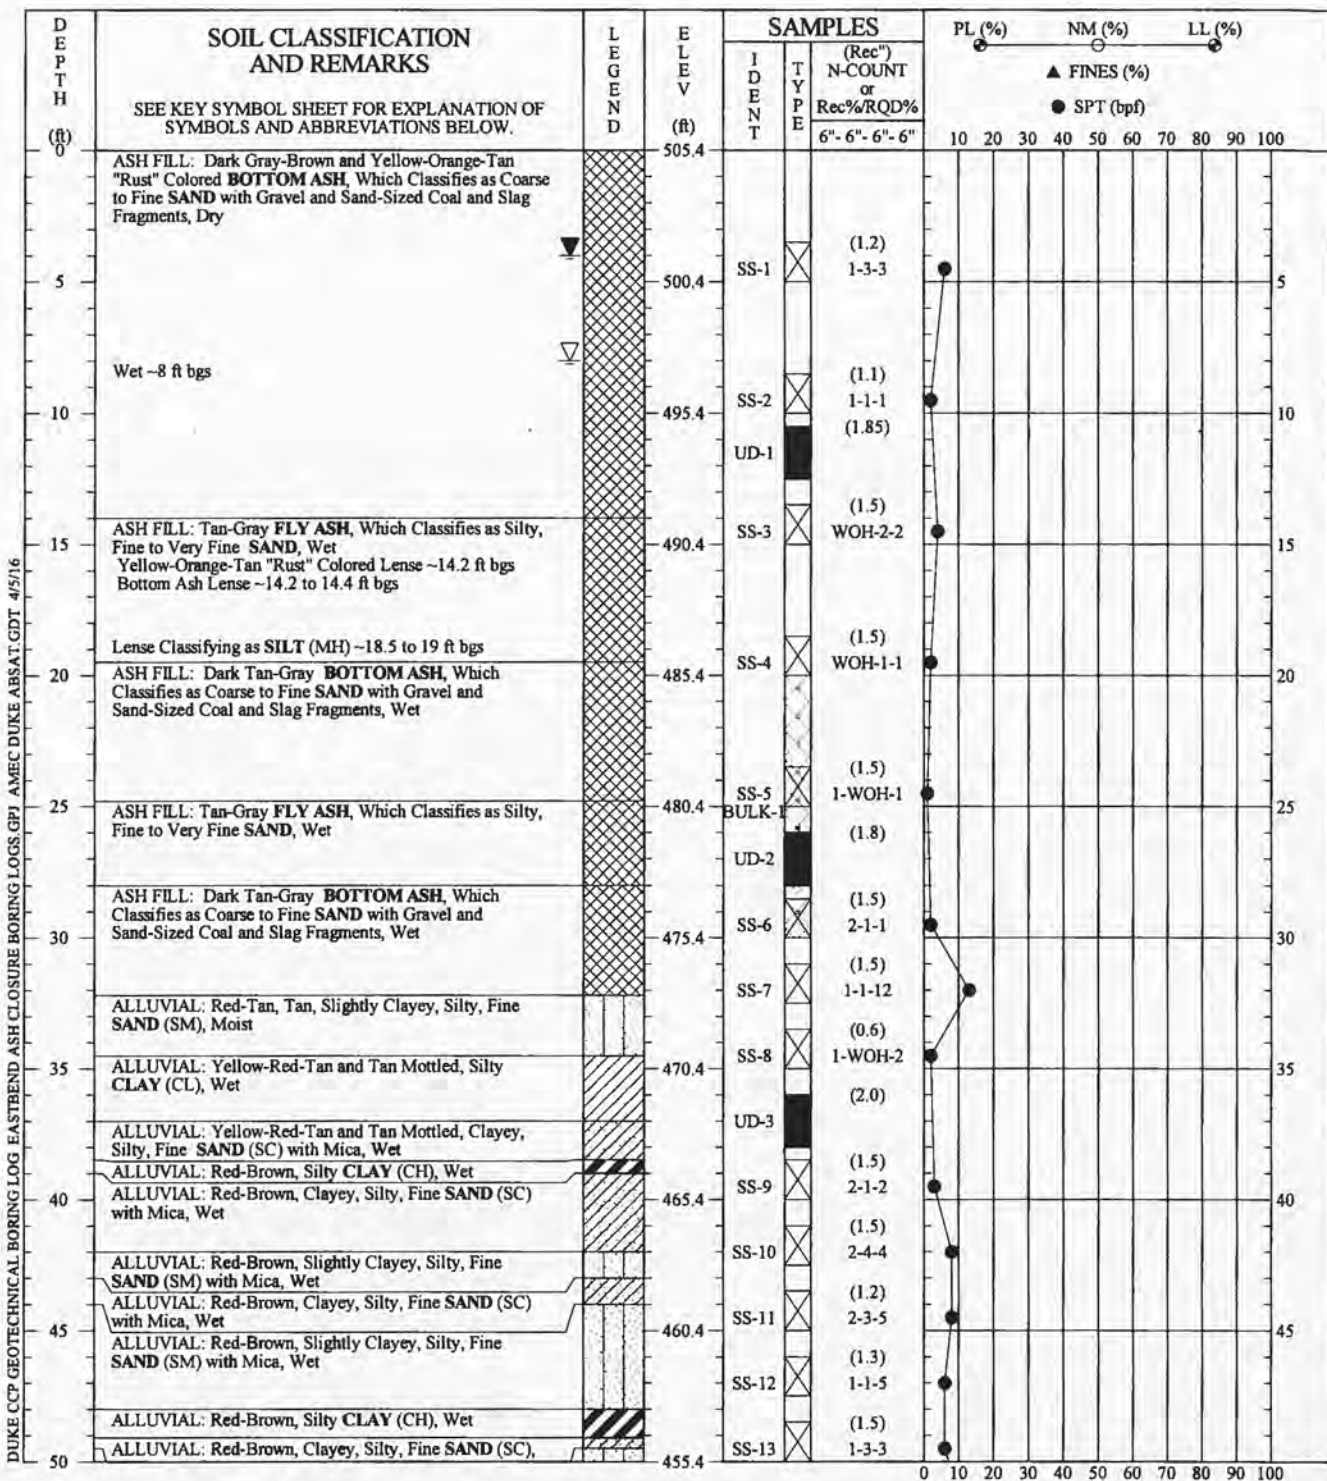 DEPTH (ft)
SOIL CLASSIFICATION
AND REMARKS
SEE KEY SYMBOL SHEET FOR EXPLANATION OF
SYMBOLS AND ABBREVIATIONS BELOW.
LEGEND
ELEV (ft)
SAMPLES
IDENT
TYPE
(Rec")
N-COUNT
or
Rec%/RQD%
6"- 6"- 6"- 6"
PL (%) NM (%) LL (%)
▲ FINES (%)
● SPT (bpf)
10 20 30 40 50 60 70 80 90 100
0
ASH FILL: Dark Gray-Brown and Yellow-Orange-Tan
"Rust" Colored BOTTOM ASH, Which Classifies as Coarse
to Fine SAND with Gravel and Sand-Sized Coal and Slag
Fragments, Dry
505.4
(1.2)
5
SS-1
1-3-3
500.4
5
Wet ~8 ft bgs
(1.1)
SS-2
1-1-1
10
495.4
10
(1.85)
UD-1
ASH FILL: Tan-Gray FLY ASH, Which Classifies as Silty,
Fine to Very Fine SAND, Wet
Yellow-Orange-Tan "Rust" Colored Lense ~14.2 ft bgs
Bottom Ash Lense ~14.2 to 14.4 ft bgs
(1.5)
SS-3
WOH-2-2
15
490.4
15
Lense Classifying as SILT (MH) ~18.5 to 19 ft bgs
(1.5)
SS-4
WOH-1-1
ASH FILL: Dark Tan-Gray BOTTOM ASH, Which
Classifies as Coarse to Fine SAND with Gravel and
Sand-Sized Coal and Slag Fragments, Wet
20
485.4
20
(1.5)
SS-5
1-WOH-1
25
ASH FILL: Tan-Gray FLY ASH, Which Classifies as Silty,
Fine to Very Fine SAND, Wet
480.4
BULK-1
25
(1.8)
UD-2
ASH FILL: Dark Tan-Gray BOTTOM ASH, Which
Classifies as Coarse to Fine SAND with Gravel and
Sand-Sized Coal and Slag Fragments, Wet
(1.5)
SS-6
2-1-1
30
475.4
30
(1.5)
SS-7
1-1-12
ALLUVIAL: Red-Tan, Tan, Slightly Clayey, Silty, Fine
SAND (SM), Moist
(0.6)
SS-8
1-WOH-2
35
ALLUVIAL: Yellow-Red-Tan and Tan Mottled, Silty
CLAY (CL), Wet
470.4
35
(2.0)
UD-3
ALLUVIAL: Yellow-Red-Tan and Tan Mottled, Clayey,
Silty, Fine SAND (SC) with Mica, Wet
ALLUVIAL: Red-Brown, Silty CLAY (CH), Wet
(1.5)
SS-9
2-1-2
40
ALLUVIAL: Red-Brown, Clayey, Silty, Fine SAND (SC)
with Mica, Wet
465.4
40
(1.5)
SS-10
2-4-4
ALLUVIAL: Red-Brown, Slightly Clayey, Silty, Fine
SAND (SM) with Mica, Wet
ALLUVIAL: Red-Brown, Clayey, Silty, Fine SAND (SC)
with Mica, Wet
(1.2)
SS-11
2-3-5
45
ALLUVIAL: Red-Brown, Slightly Clayey, Silty, Fine
SAND (SM) with Mica, Wet
460.4
45
(1.3)
SS-12
1-1-5
ALLUVIAL: Red-Brown, Silty CLAY (CH), Wet
(1.5)
SS-13
1-3-3
50
ALLUVIAL: Red-Brown, Clayey, Silty, Fine SAND (SC),
455.4
0 10 20 30 40 50 60 70 80 90 100
DUKE CCP GEOTECHNICAL BORING LOG EASTBEND ASH CLOSURE BORING LOGS.GPJ AMEC DUKE ABSAT.GDT 4/5/16